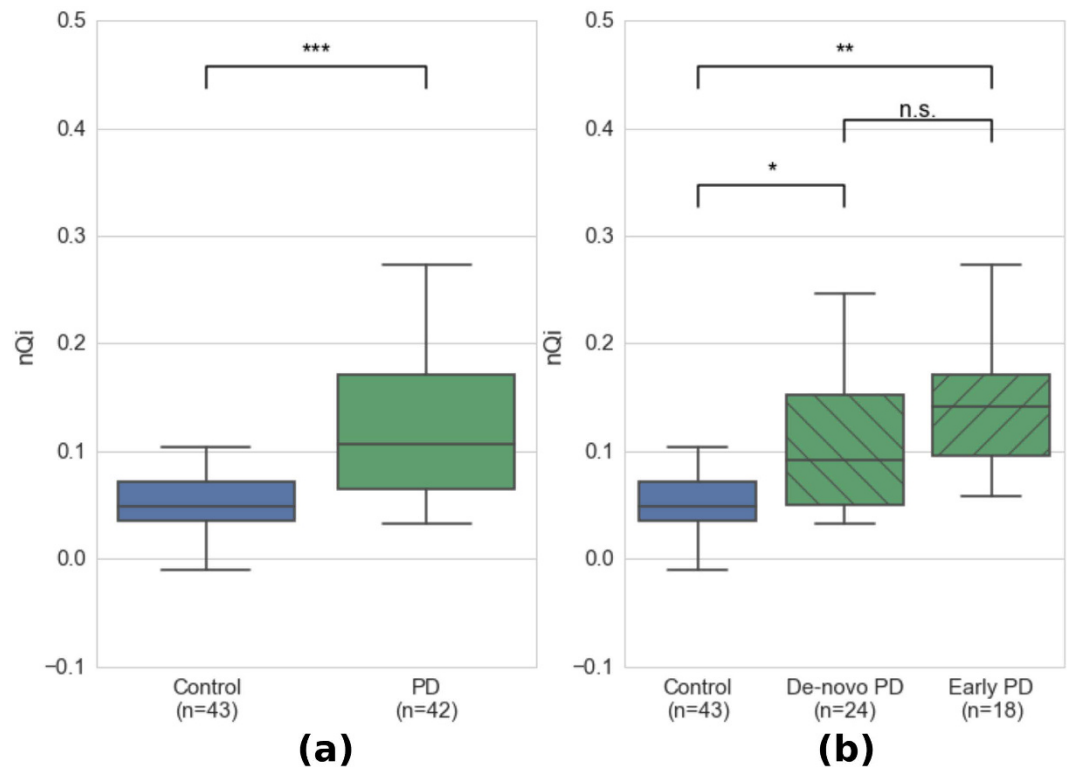 0.5
0.4
0.3
0.2
0.1
0.0
−0.1
nQi
***
Control
(n=43)
PD
(n=42)
(a)
0.5
0.4
0.3
0.2
0.1
0.0
−0.1
nQi
**
n.s.
*
Control
(n=43)
De-novo PD
(n=24)
Early PD
(n=18)
(b)